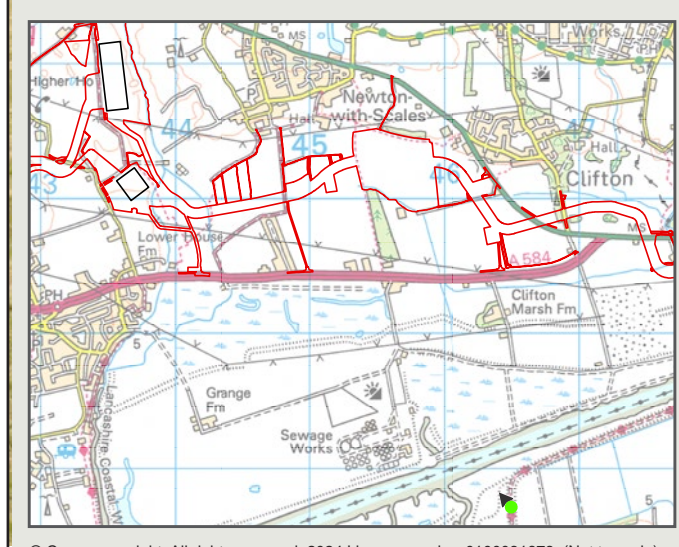 MS
Works
PH
Higher Ho
P
Newton-
with-Scales
Hall
44
45
47
Hall
43
46
Clifton
MS
Lower House
Fm
A 584
PH
Clifton
Marsh Fm
5
Grange
Fm
Lancashire Coastal W
Sewage
Works
5